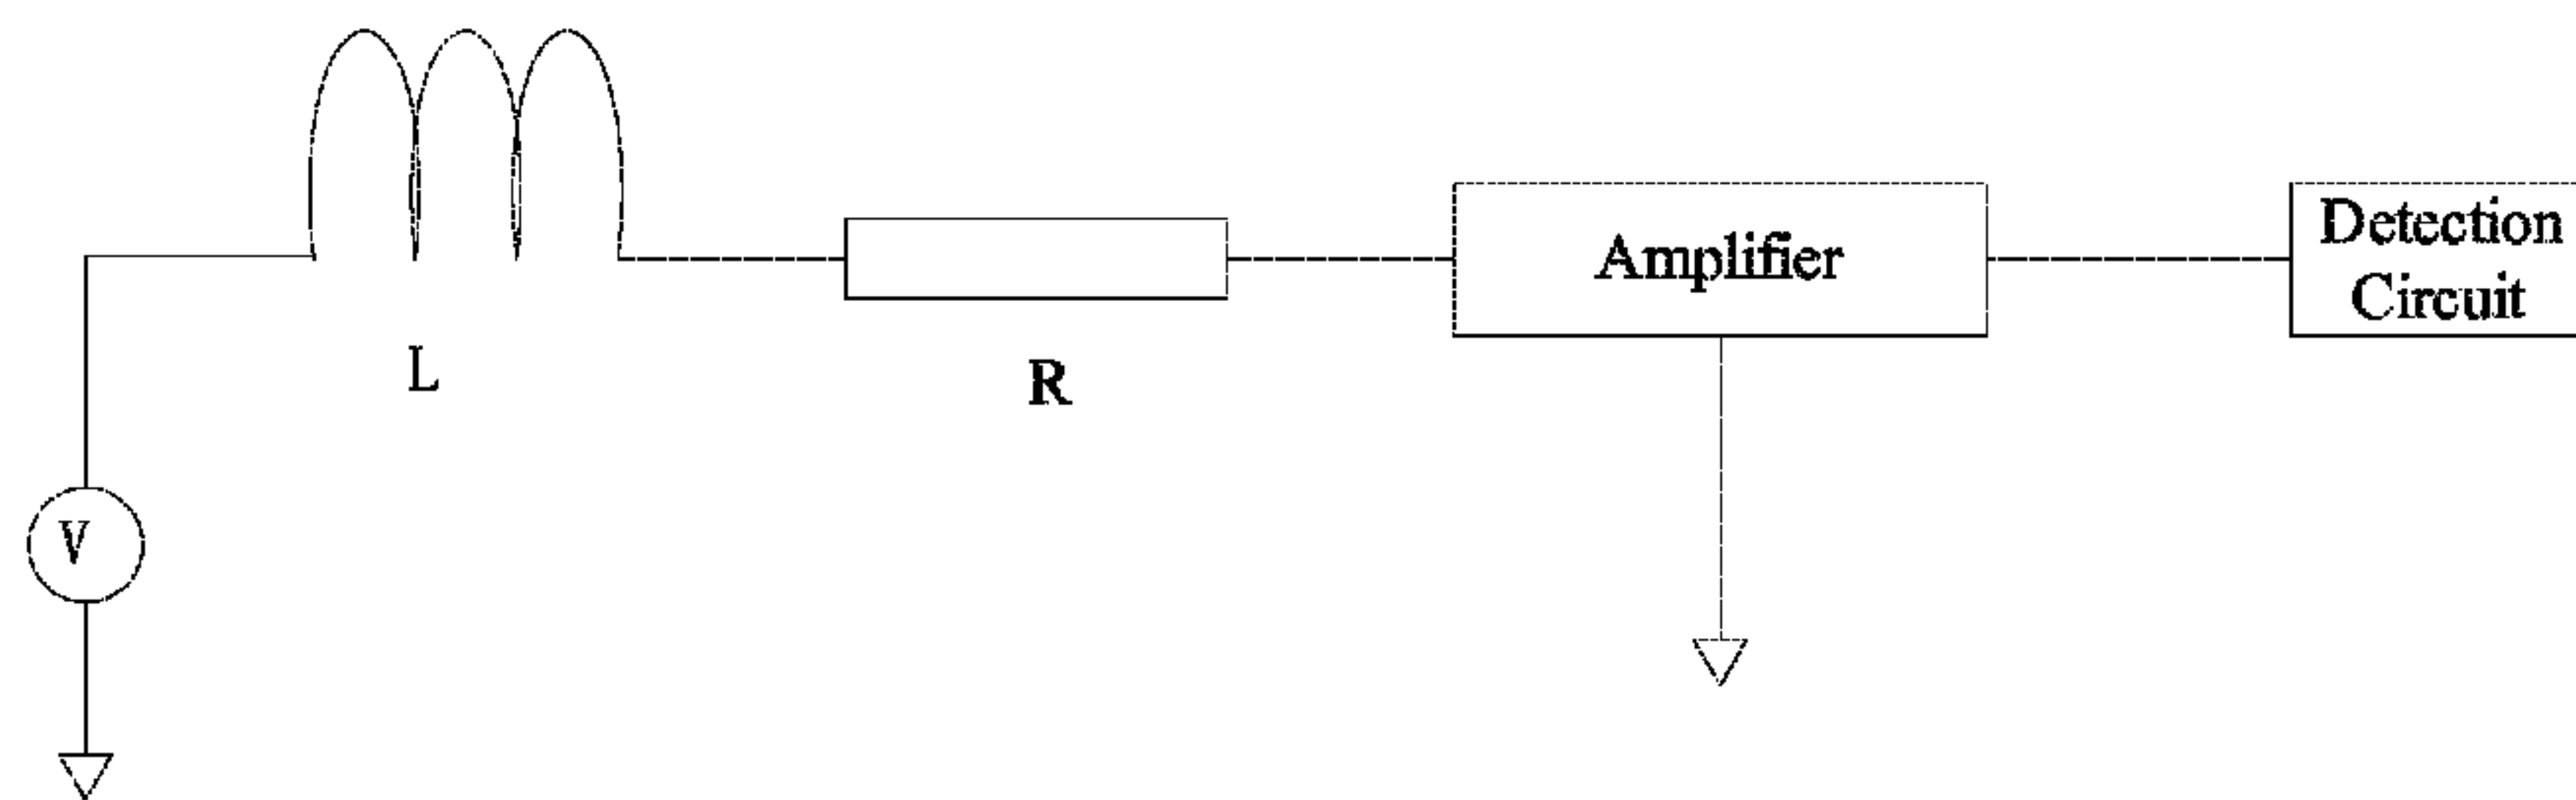 Detection
Amplifier
Circuit
L
R
V